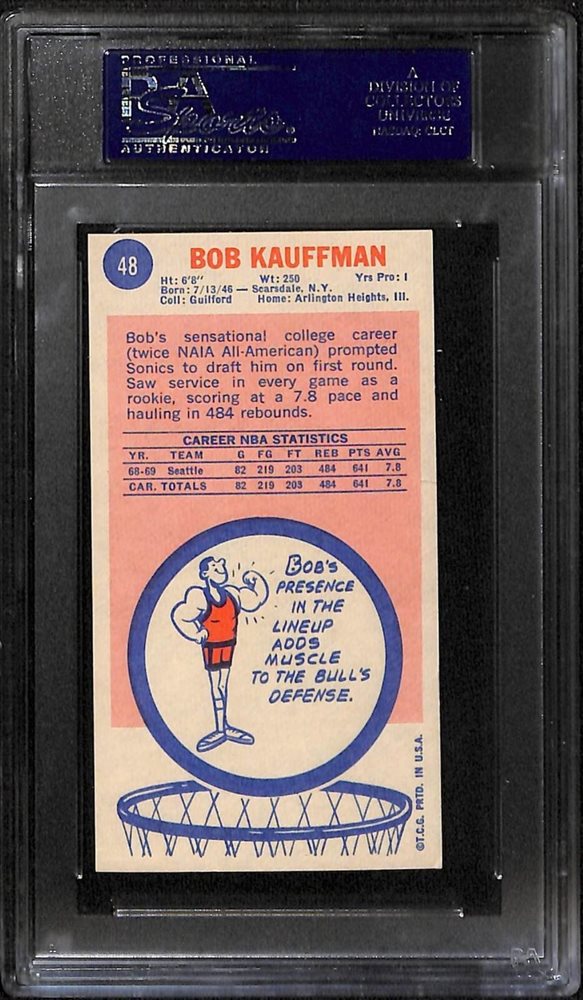 PROFESSIONAL
PSA
Sports
AUTHENTICATOR
A
DIVISION OF
COLLECTORS
UNIVERSE
NASDAQ: CLCT
48
BOB KAUFFMAN
Ht: 6'8" Wt: 250 Yrs Pro: 1
Born: 7/13/46 — Scarsdale, N.Y.
Coll: Guilford Home: Arlington Heights, Ill.
Bob's sensational college career
(twice NAIA All-American) prompted
Sonics to draft him on first round.
Saw service in every game as a
rookie, scoring at a 7.8 pace and
hauling in 484 rebounds.
CAREER NBA STATISTICS
YR. TEAM G FG FT REB PTS AVG
68-69 Seattle 82 219 203 484 641 7.8
CAR. TOTALS 82 219 203 484 641 7.8
BOB'S
PRESENCE
IN THE
LINEUP
ADDS
MUSCLE
TO THE BULL'S
DEFENSE.
©T.C.G. PRTD. IN U.S.A.